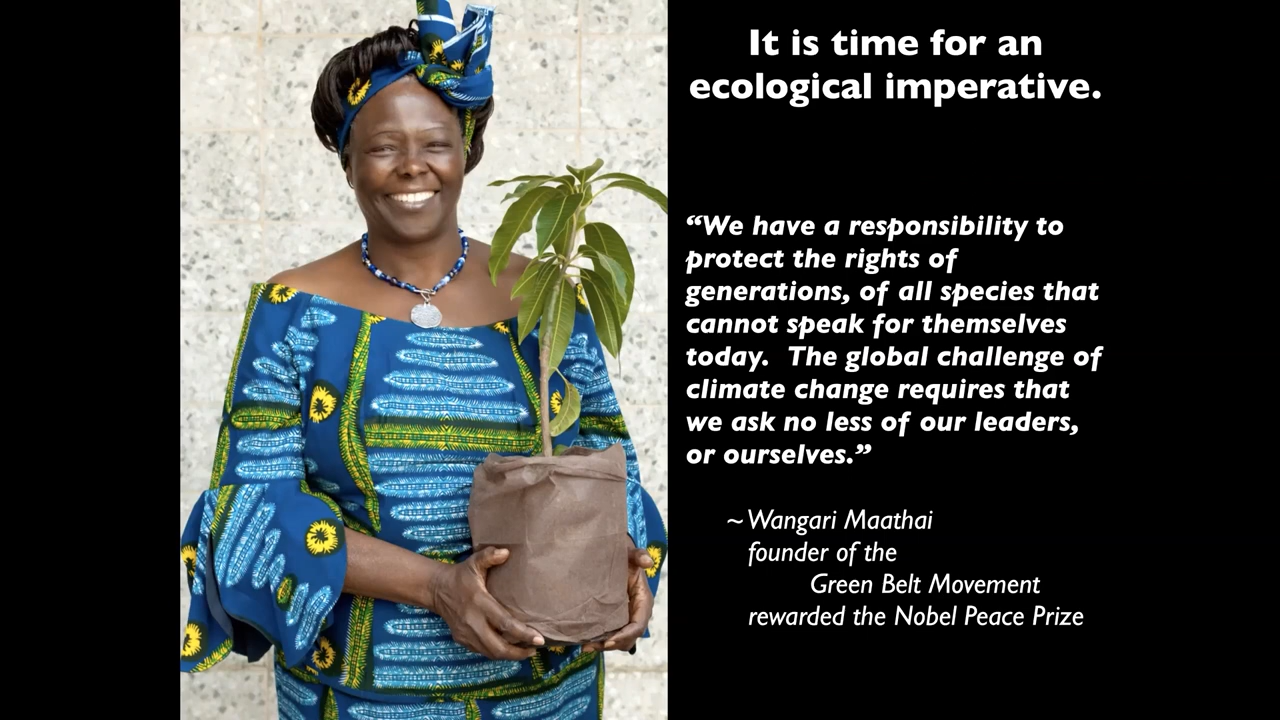 It is time for an
ecological imperative.
“We have a responsibility to
protect the rights of
generations, of all species that
cannot speak for themselves
today.  The global challenge of
climate change requires that
we ask no less of our leaders,
or ourselves.”
~ Wangari Maathai
founder of the
Green Belt Movement
rewarded the Nobel Peace Prize